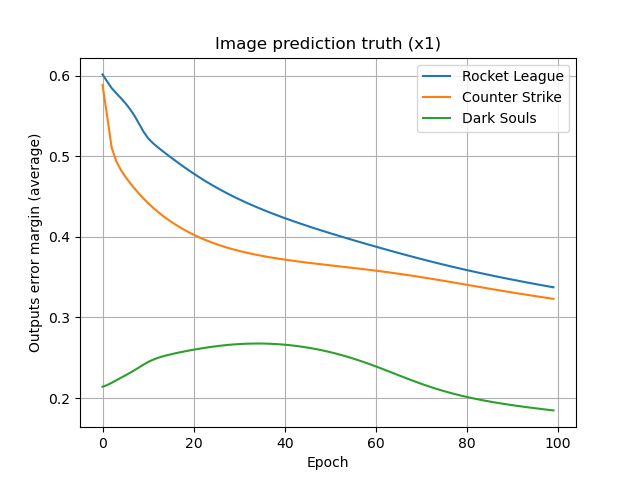 Image prediction truth (x1)
Rocket League
Counter Strike
Dark Souls
Outputs error margin (average)
0.6
0.5
0.4
0.3
0.2
0 20 40 60 80 100
Epoch